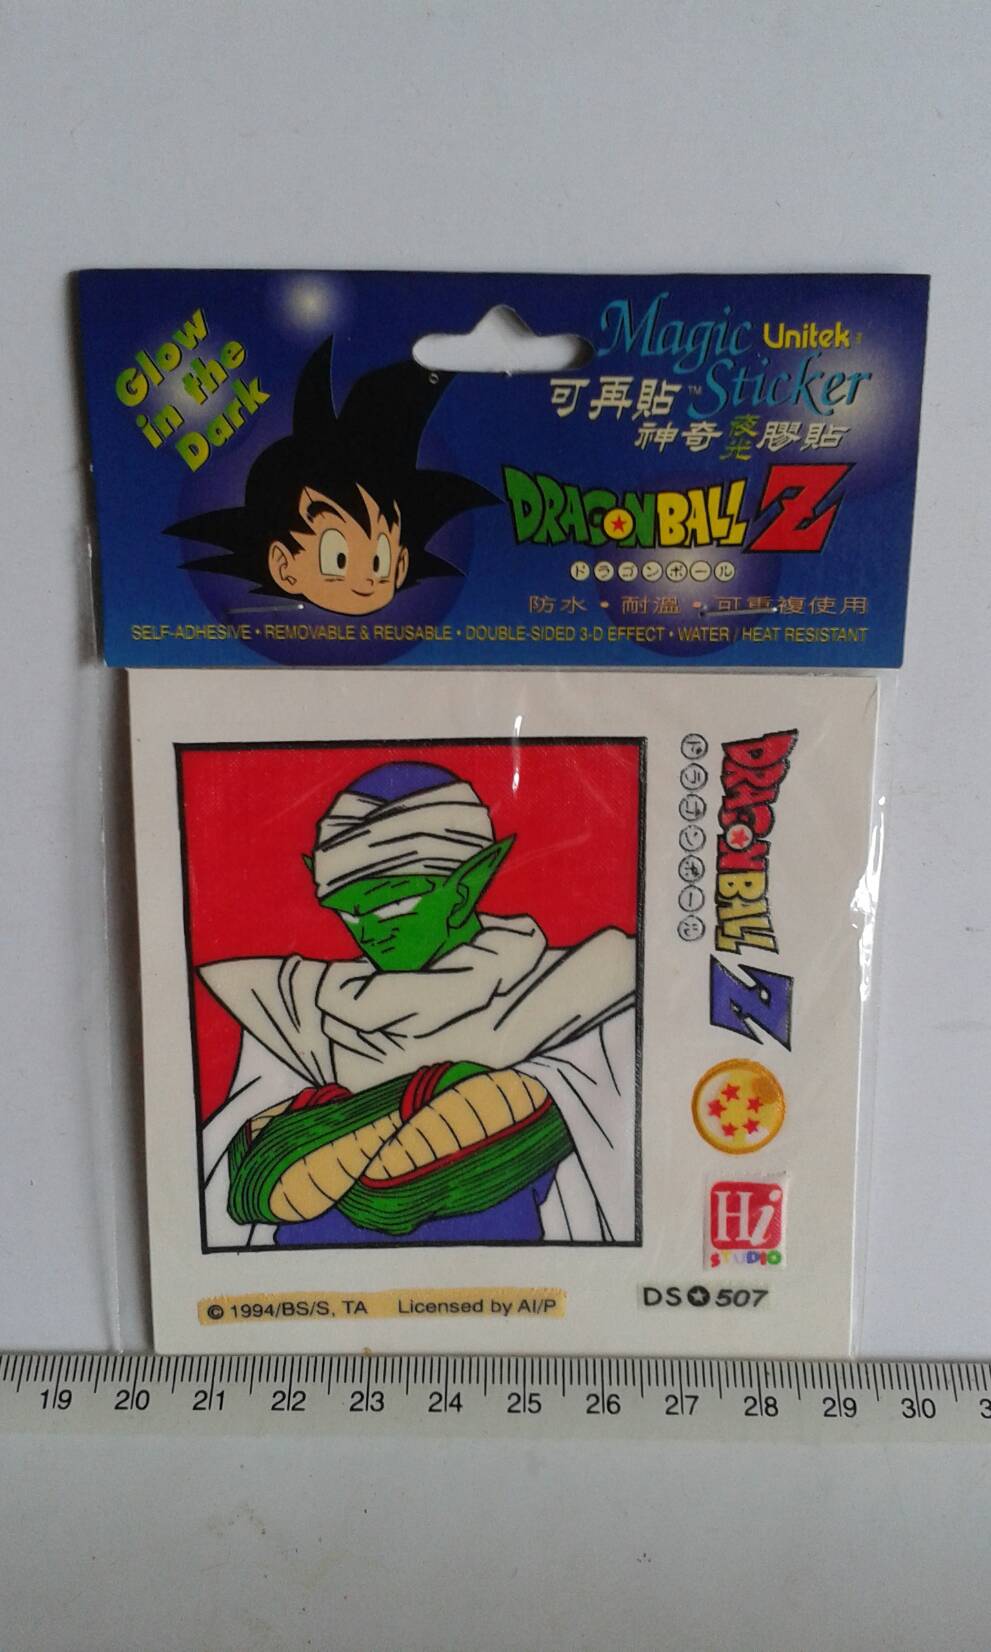 Glow
in the
Dark
Magic Unitek
可再貼 ™ Sticker
神奇夜光膠貼
DRAGONBALL Z
ドラゴンボール
防水・耐溫・可重複使用
SELF-ADHESIVE • REMOVABLE & REUSABLE • DOUBLE-SIDED 3-D EFFECT • WATER / HEAT RESISTANT
DRAGONBALL Z
ドラゴンボール
Hi
STUDIO
DS✪507
© 1994/BS/S, TA Licensed by AI/P
19 20 21 22 23 24 25 26 27 28 29 30 3